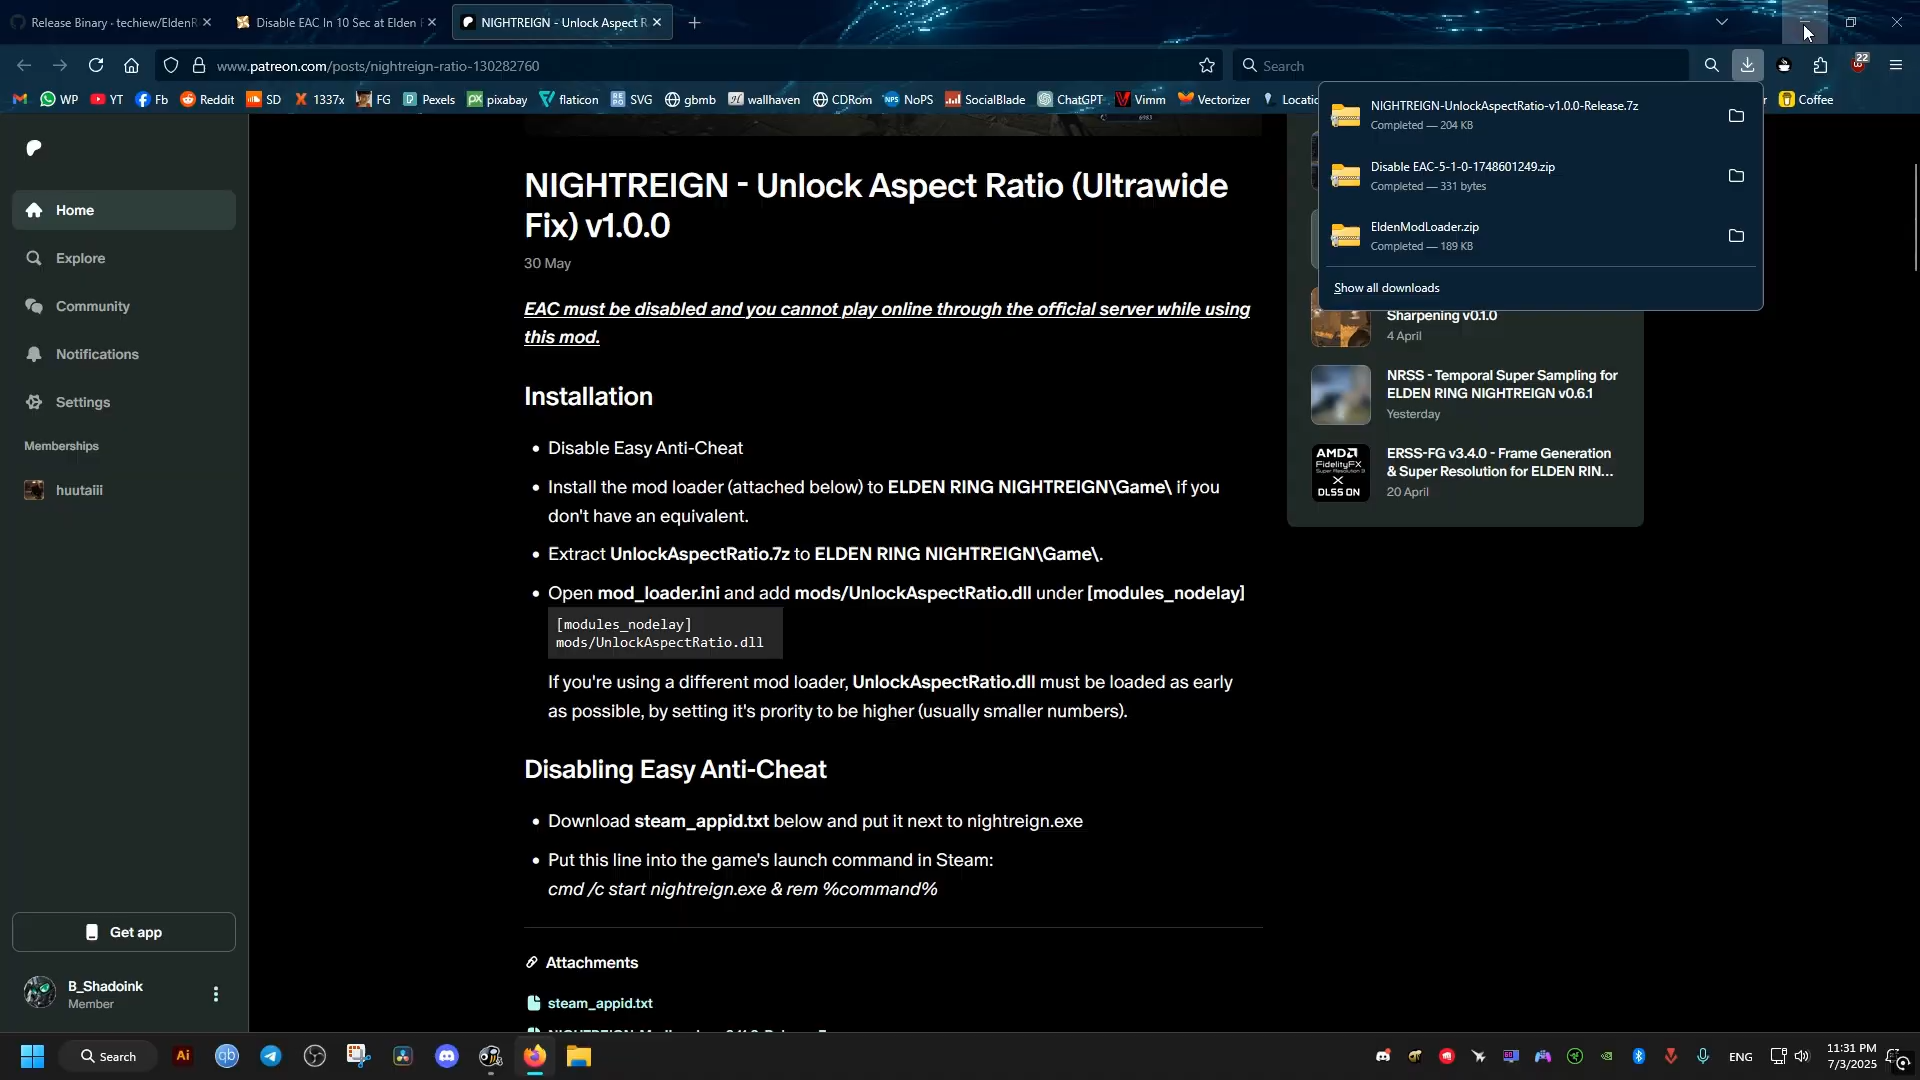 Release Binary · techiew/EldenR
Disable EAC In 10 Sec at Elden
NIGHTREIGN - Unlock Aspect R
www.patreon.com/posts/nightreign-ratio-130282760
Search
22
WP
YT
Fb
Reddit
SD
1337x
FG
Pexels
pixabay
flaticon
SVG
gbmb
wallhaven
CDRom
NoPS
SocialBlade
ChatGPT
Vimm
Vectorizer
Locatic
Coffee
NIGHTREIGN-UnlockAspectRatio-v1.0.0-Release.7z
Completed — 204 KB
Disable EAC-5-1-0-1748601249.zip
Completed — 331 bytes
EldenModLoader.zip
Completed — 189 KB
Show all downloads
Home
Explore
Community
Notifications
Settings
Memberships
huutaiii
Get app
B_Shadoink
Member
6983
NIGHTREIGN - Unlock Aspect Ratio (Ultrawide
Fix) v1.0.0
30 May
EAC must be disabled and you cannot play online through the official server while using
this mod.
Installation
• Disable Easy Anti-Cheat
• Install the mod loader (attached below) to ELDEN RING NIGHTREIGN\Game\ if you
don't have an equivalent.
• Extract UnlockAspectRatio.7z to ELDEN RING NIGHTREIGN\Game\.
• Open mod_loader.ini and add mods/UnlockAspectRatio.dll under [modules_nodelay]
[modules_nodelay]
mods/UnlockAspectRatio.dll
If you're using a different mod loader, UnlockAspectRatio.dll must be loaded as early
as possible, by setting it's prority to be higher (usually smaller numbers).
Disabling Easy Anti-Cheat
• Download steam_appid.txt below and put it next to nightreign.exe
• Put this line into the game's launch command in Steam:
cmd /c start nightreign.exe & rem %command%
Attachments
steam_appid.txt
Sharpening v0.1.0
4 April
NRSS - Temporal Super Sampling for
ELDEN RING NIGHTREIGN v0.6.1
Yesterday
AMD
FidelityFX
Super Resolution 3
X
DLSS ON
ERSS-FG v3.4.0 - Frame Generation
& Super Resolution for ELDEN RIN...
20 April
Search
Ai
qb
ENG
11:31 PM
7/3/2025